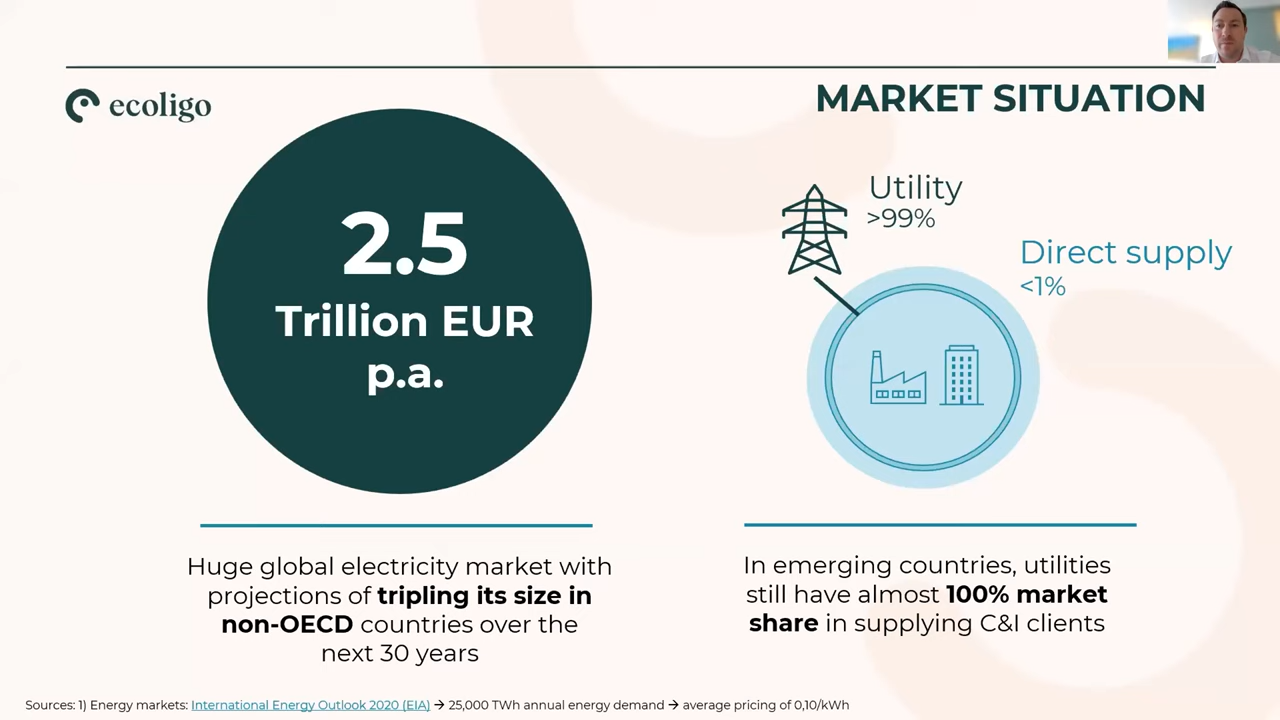 ecoligo
MARKET SITUATION
2.5
Trillion EUR
p.a.
Utility
>99%
Direct supply
<1%
Huge global electricity market with
projections of tripling its size in
non-OECD countries over the
next 30 years
In emerging countries, utilities
still have almost 100% market
share in supplying C&I clients
Sources: 1) Energy markets: International Energy Outlook 2020 (EIA) → 25,000 TWh annual energy demand → average pricing of 0,10/kWh